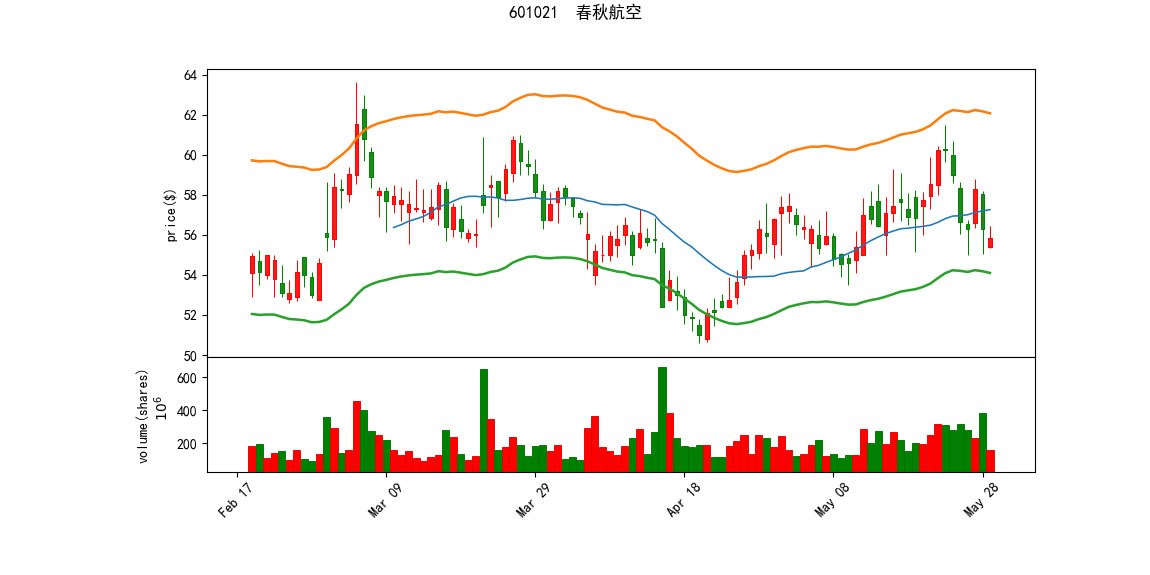 601021 春秋航空
price($)
64
62
60
58
56
54
52
50
volume(shares)
10^6
600
400
200
Feb 17
Mar 09
Mar 29
Apr 18
May 08
May 28